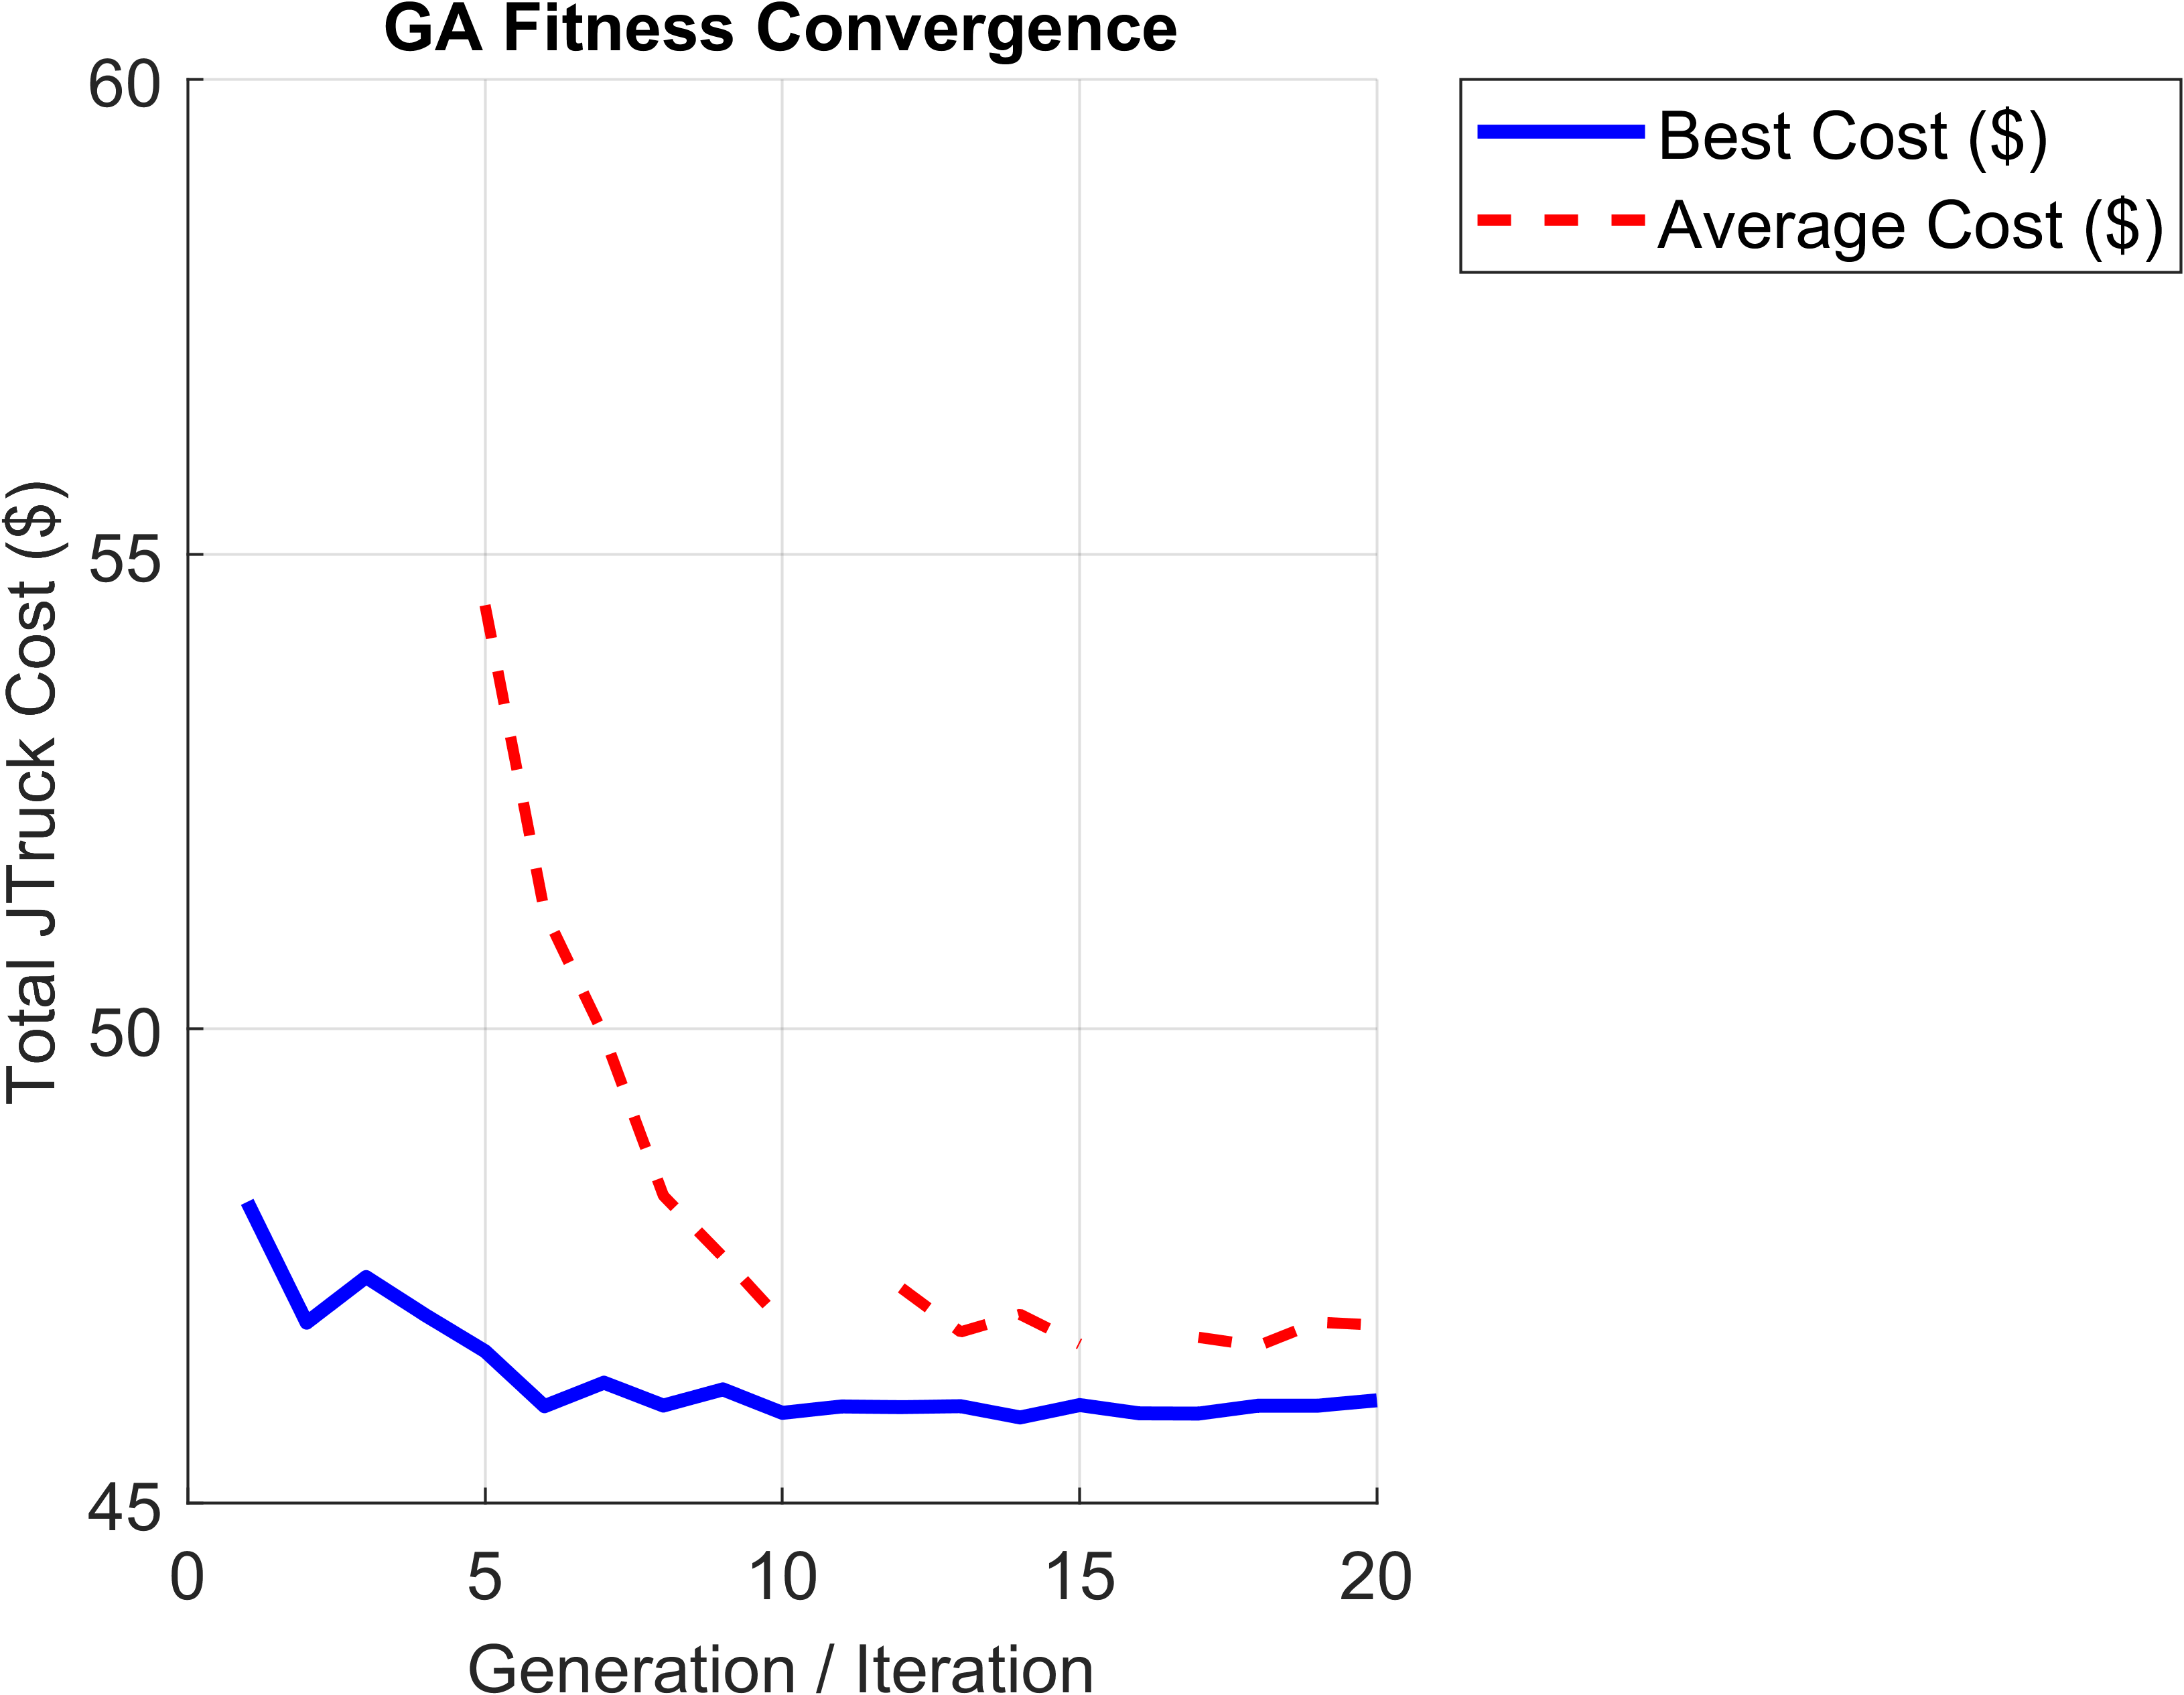 GA Fitness Convergence
Best Cost ($)
Average Cost ($)
Total JTruck Cost ($)
60
55
50
45
0 5 10 15 20
Generation / Iteration